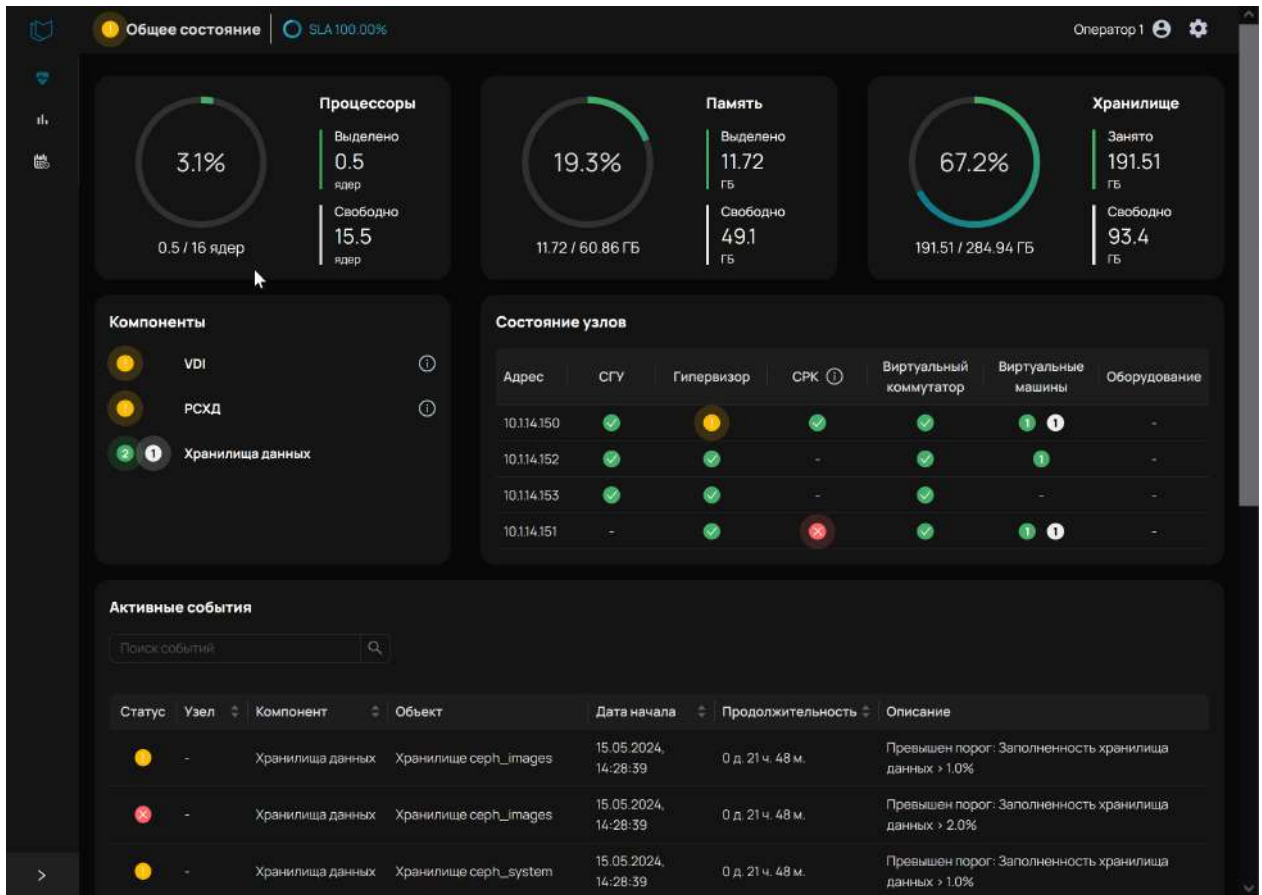 Общее состояние
SLA 100.00%
Оператор 1
3.1%
0.5 / 16 ядер
Процессоры
Выделено
0.5
ядер
Свободно
15.5
ядер
19.3%
11.72 / 60.86 ГБ
Память
Выделено
11.72
ГБ
Свободно
49.1
ГБ
67.2%
191.51 / 284.94 ГБ
Хранилище
Занято
191.51
ГБ
Свободно
93.4
ГБ
Компоненты
VDI
РСХД
2 1 Хранилища данных
Состояние узлов
Адрес СГУ Гипервизор СРК Виртуальный коммутатор Виртуальные машины Оборудование
10.1.14.150 1 1 -
10.1.14.152 - 1 -
10.1.14.153 - - -
10.1.14.151 - 1 1 -
Активные события
Поиск событий
Статус Узел Компонент Объект Дата начала Продолжительность Описание
- Хранилища данных Хранилище ceph_images 15.05.2024, 14:28:39 0 д. 21 ч. 48 м. Превышен порог: Заполненность хранилища данных > 1.0%
- Хранилища данных Хранилище ceph_images 15.05.2024, 14:28:39 0 д. 21 ч. 48 м. Превышен порог: Заполненность хранилища данных > 2.0%
- Хранилища данных Хранилище ceph_system 15.05.2024, 14:28:39 0 д. 21 ч. 48 м. Превышен порог: Заполненность хранилища данных > 1.0%